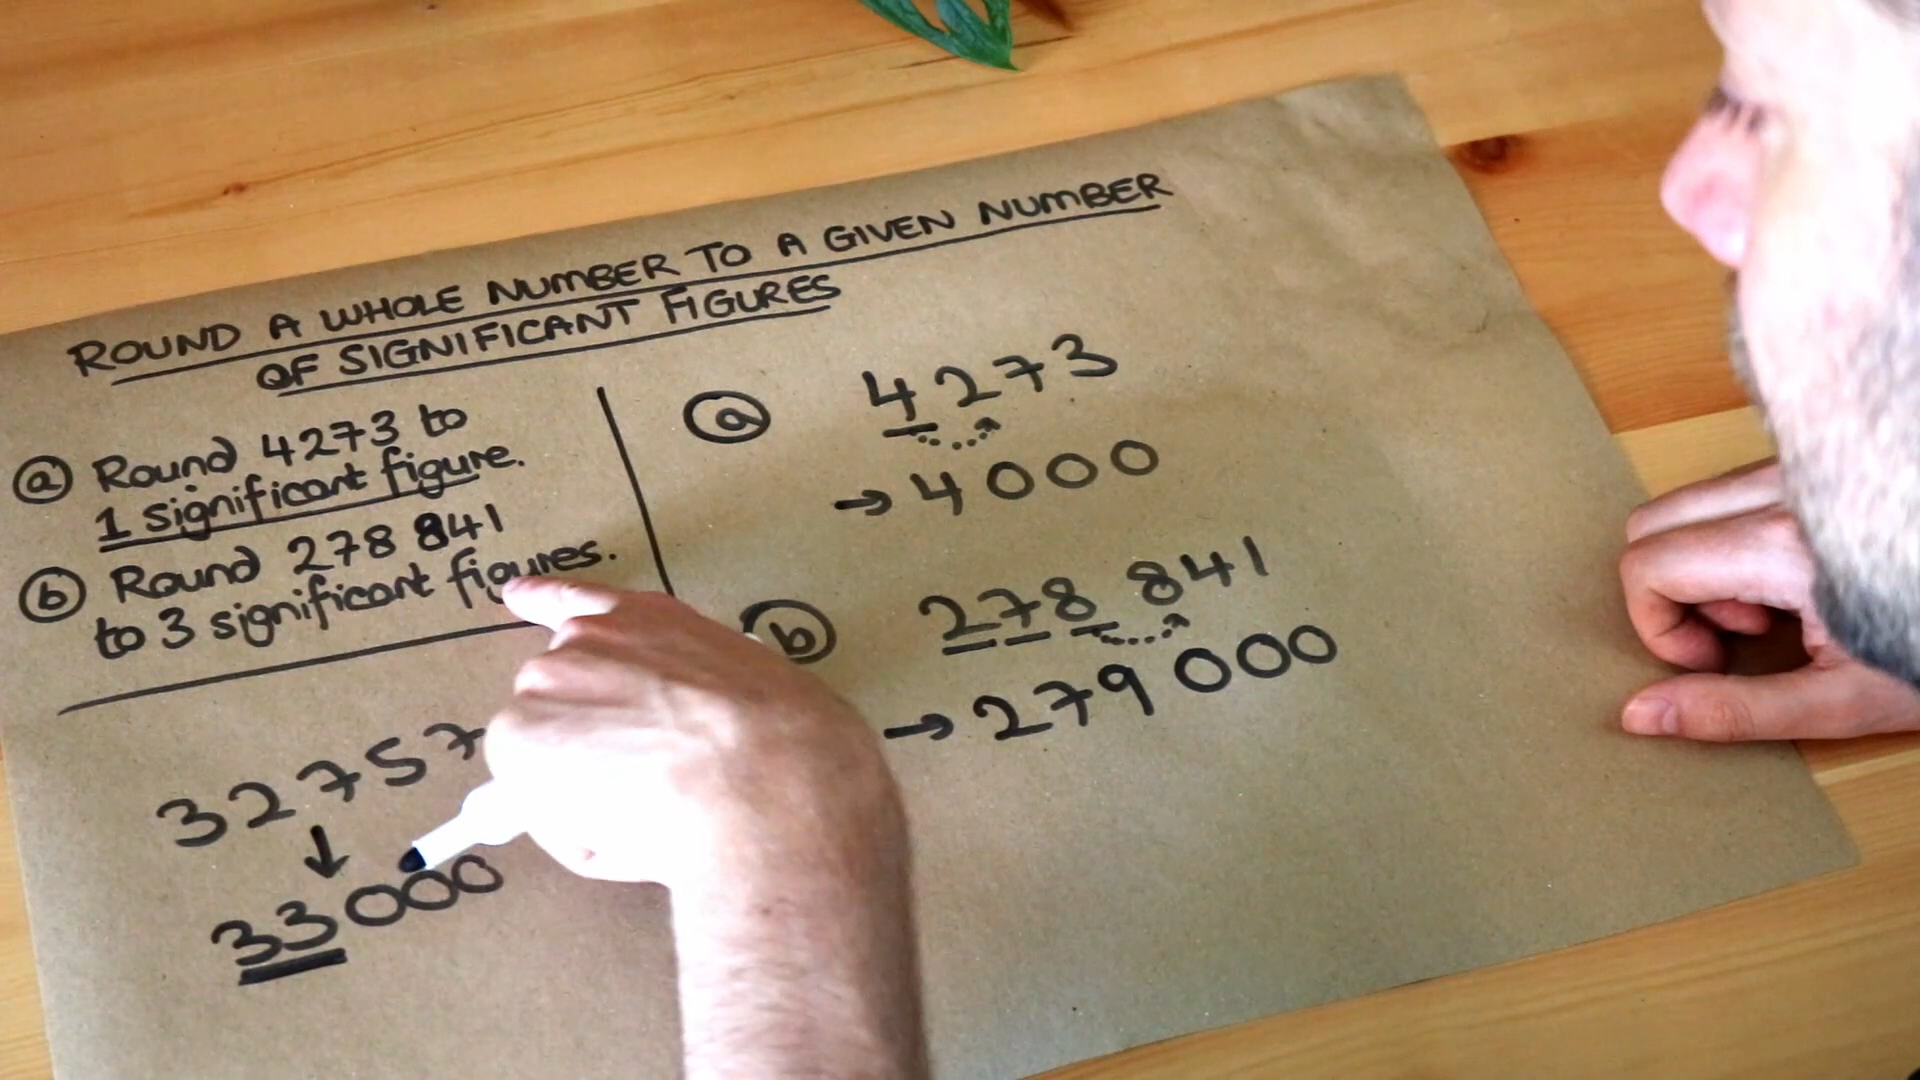 ROUND A WHOLE NUMBER TO A GIVEN NUMBER
OF SIGNIFICANT FIGURES
a Round 4273 to
1 significant figure.
b Round 278 841
to 3 significant figures.
32757
↓
33000
a 4273
→ 4000
b 278 841
→ 279 000